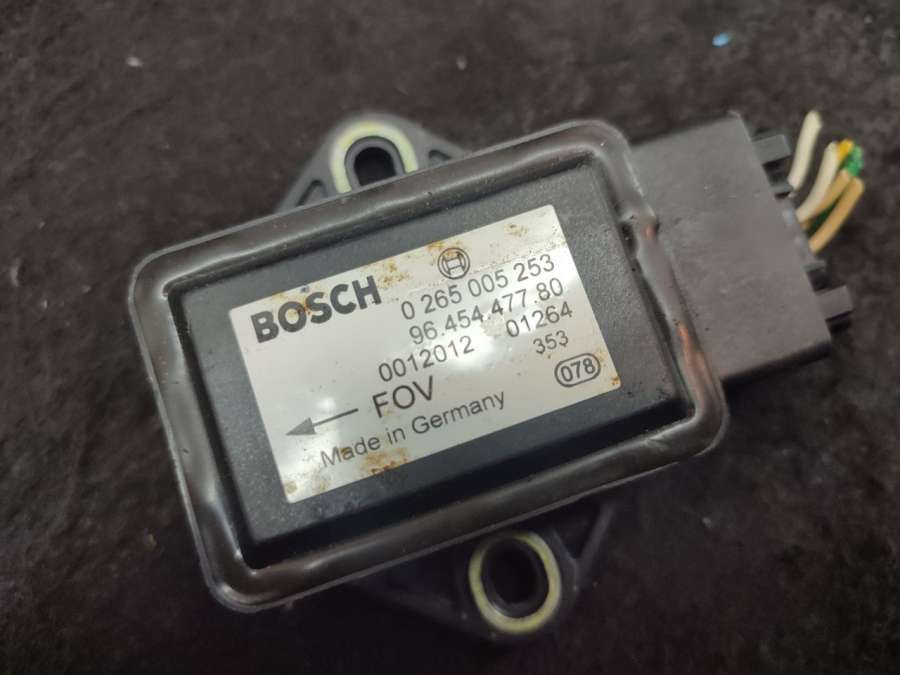 BOSCH
0 265 005 253
96.454.477.80
0012012 01264
353
FOV
078
Made in Germany